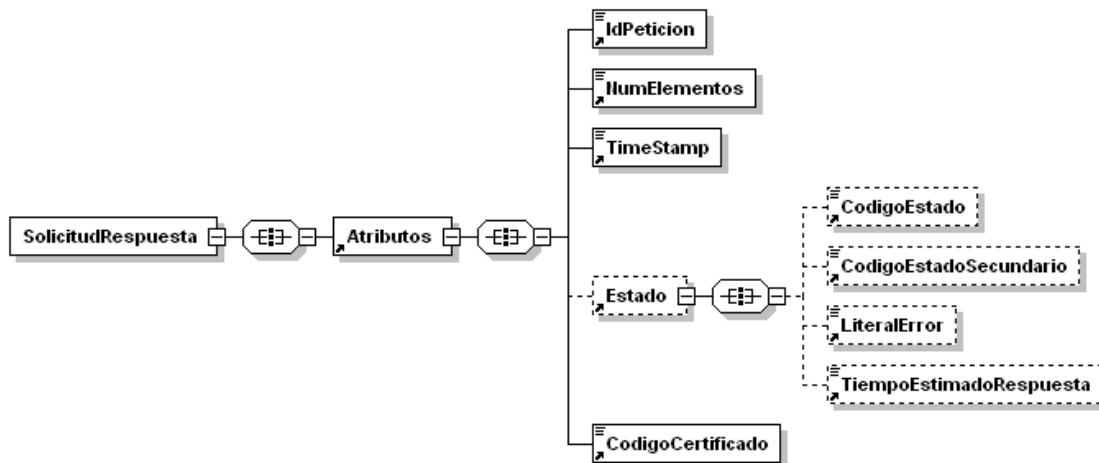 IdPeticion
NumElementos
TimeStamp
SolicitudRespuesta
Atributos
Estado
CodigoEstado
CodigoEstadoSecundario
LiteralError
TiempoEstimadoRespuesta
CodigoCertificado